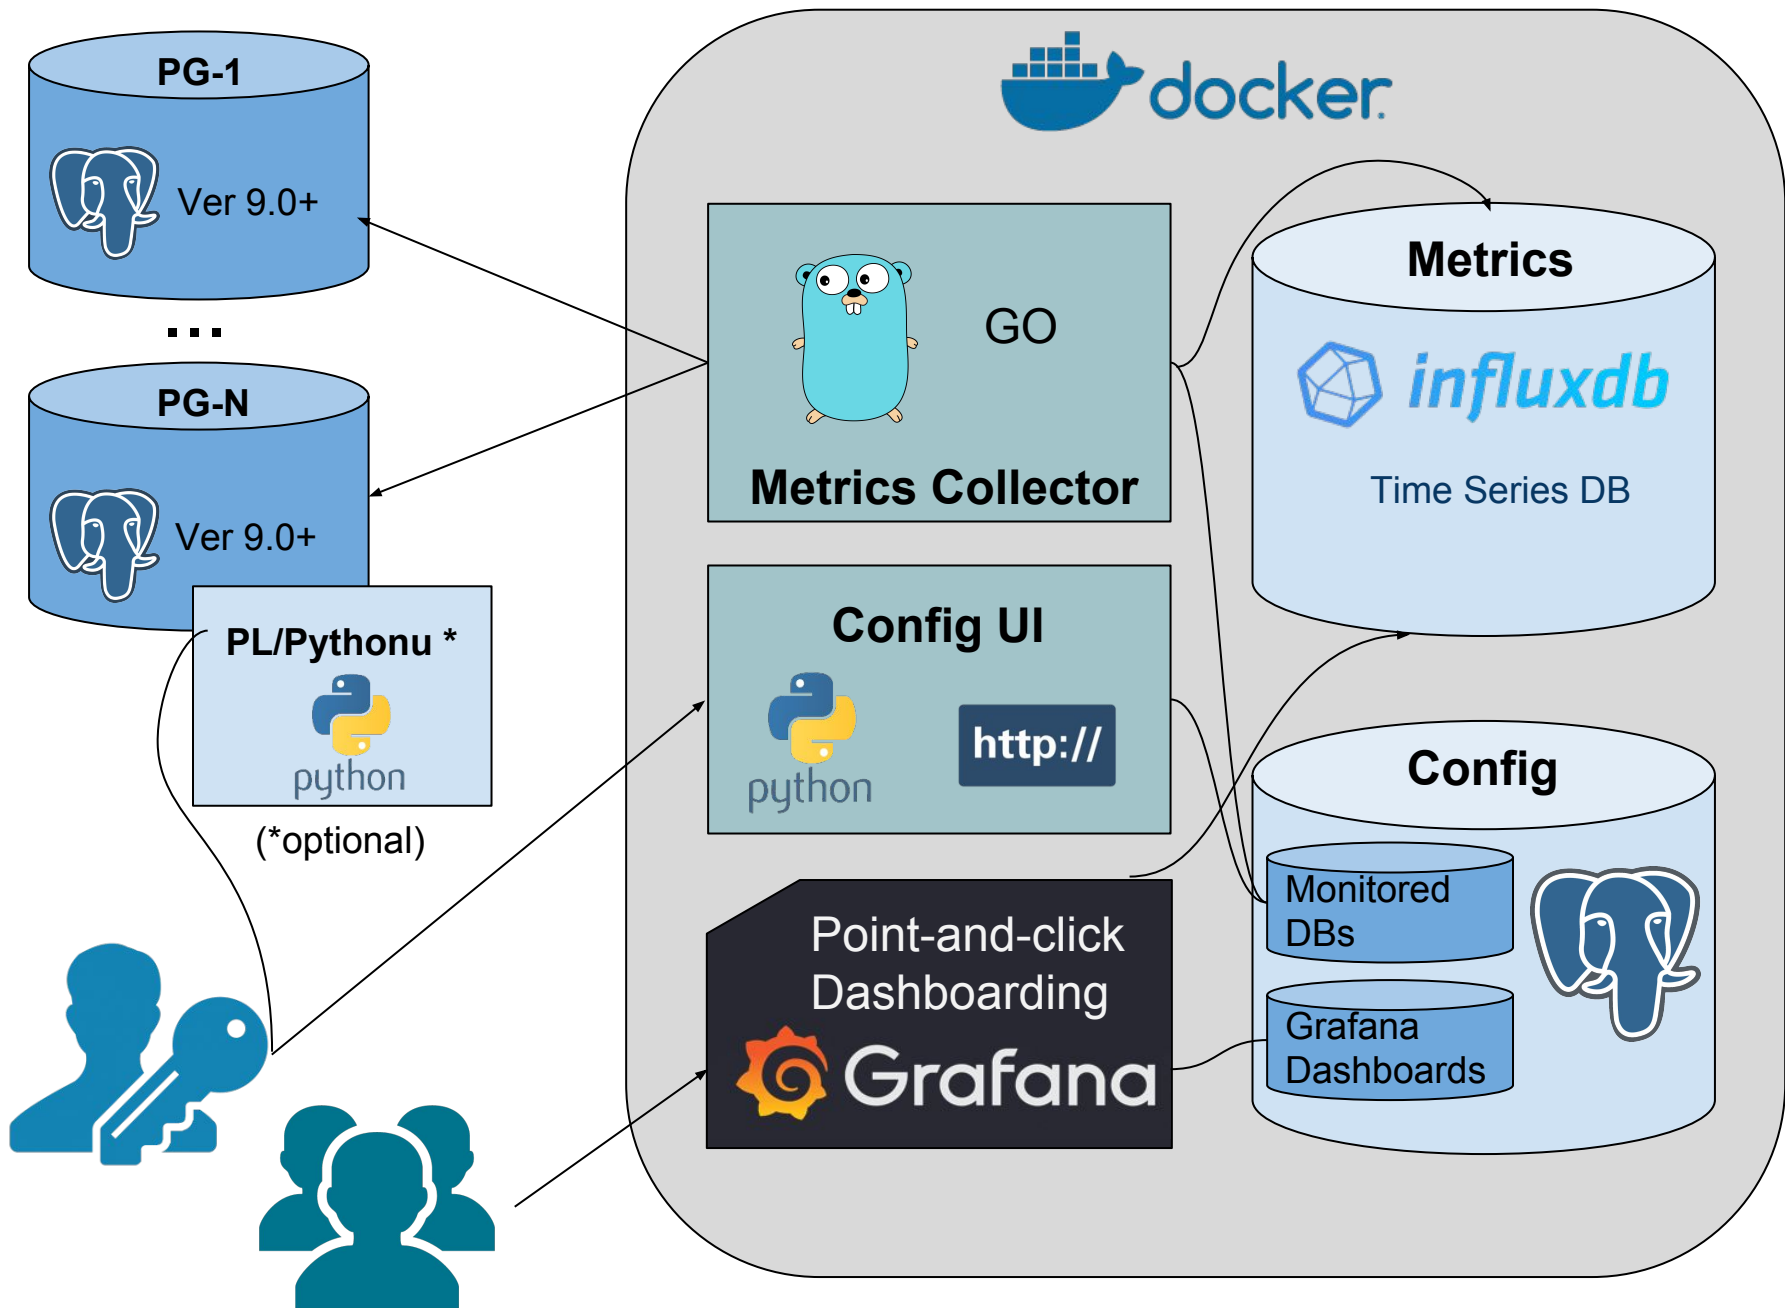 PG-1
Ver 9.0+
...
PG-N
Ver 9.0+
PL/Pythonu *
python
(*optional)
docker
GO
Metrics Collector
Config UI
python
http://
Point-and-click
Dashboarding
Grafana
Metrics
influxdb
Time Series DB
Config
Monitored
DBs
Grafana
Dashboards